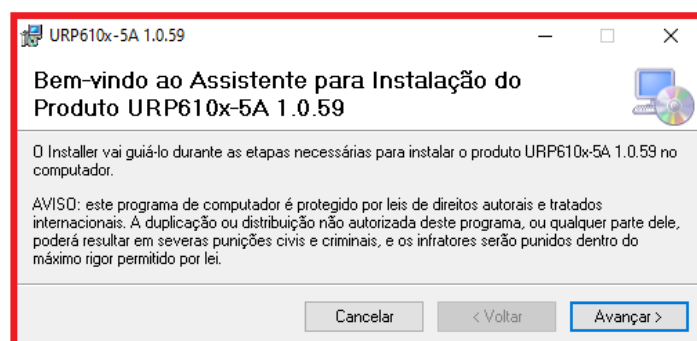 URP610x-5A 1.0.59
Bem-vindo ao Assistente para Instalação do
Produto URP610x-5A 1.0.59
O Installer vai guiá-lo durante as etapas necessárias para instalar o produto URP610x-5A 1.0.59 no
computador.
AVISO: este programa de computador é protegido por leis de direitos autorais e tratados
internacionais. A duplicação ou distribuição não autorizada deste programa, ou qualquer parte dele,
poderá resultar em severas punições civis e criminais, e os infratores serão punidos dentro do
máximo rigor permitido por lei.
Cancelar < Voltar Avançar >